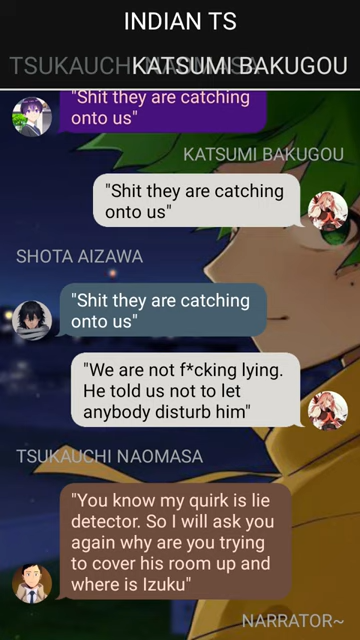 INDIAN TS
TSUKAUCHI NAOMASA KATSUMI BAKUGOU
"Shit they are catching
onto us"
KATSUMI BAKUGOU
"Shit they are catching
onto us"
SHOTA AIZAWA
"Shit they are catching
onto us"
"We are not f*cking lying.
He told us not to let
anybody disturb him"
TSUKAUCHI NAOMASA
"You know my quirk is lie
detector. So I will ask you
again why are you trying
to cover his room up and
where is Izuku"
NARRATOR~